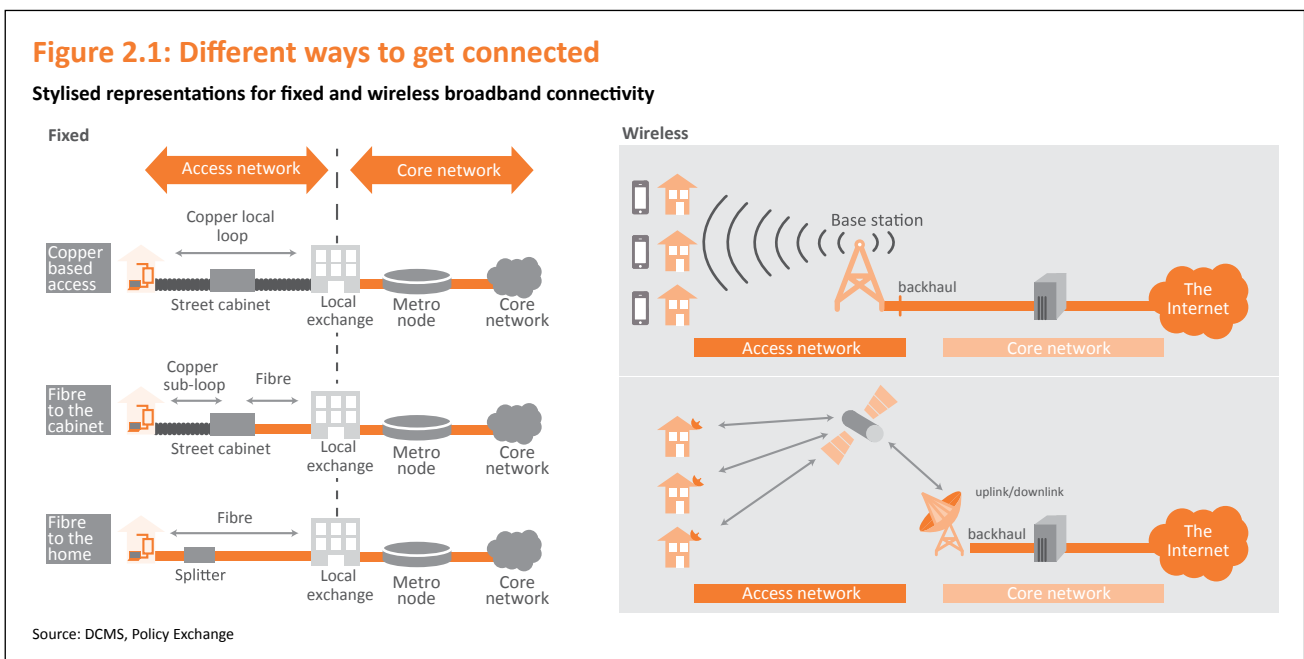 Figure 2.1: Different ways to get connected
Stylised representations for fixed and wireless broadband connectivity
Fixed
Access network
Core network
Copper
based
access
Copper local
loop
Street cabinet
Local
exchange
Metro
node
Core
network
Fibre
to the
cabinet
Copper
sub-loop
Fibre
Street cabinet
Local
exchange
Metro
node
Core
network
Fibre
to the
home
Fibre
Splitter
Local
exchange
Metro
node
Core
network
Wireless
Base station
backhaul
The
Internet
Access network
Core network
uplink/downlink
backhaul
The
Internet
Access network
Core network
Source: DCMS, Policy Exchange